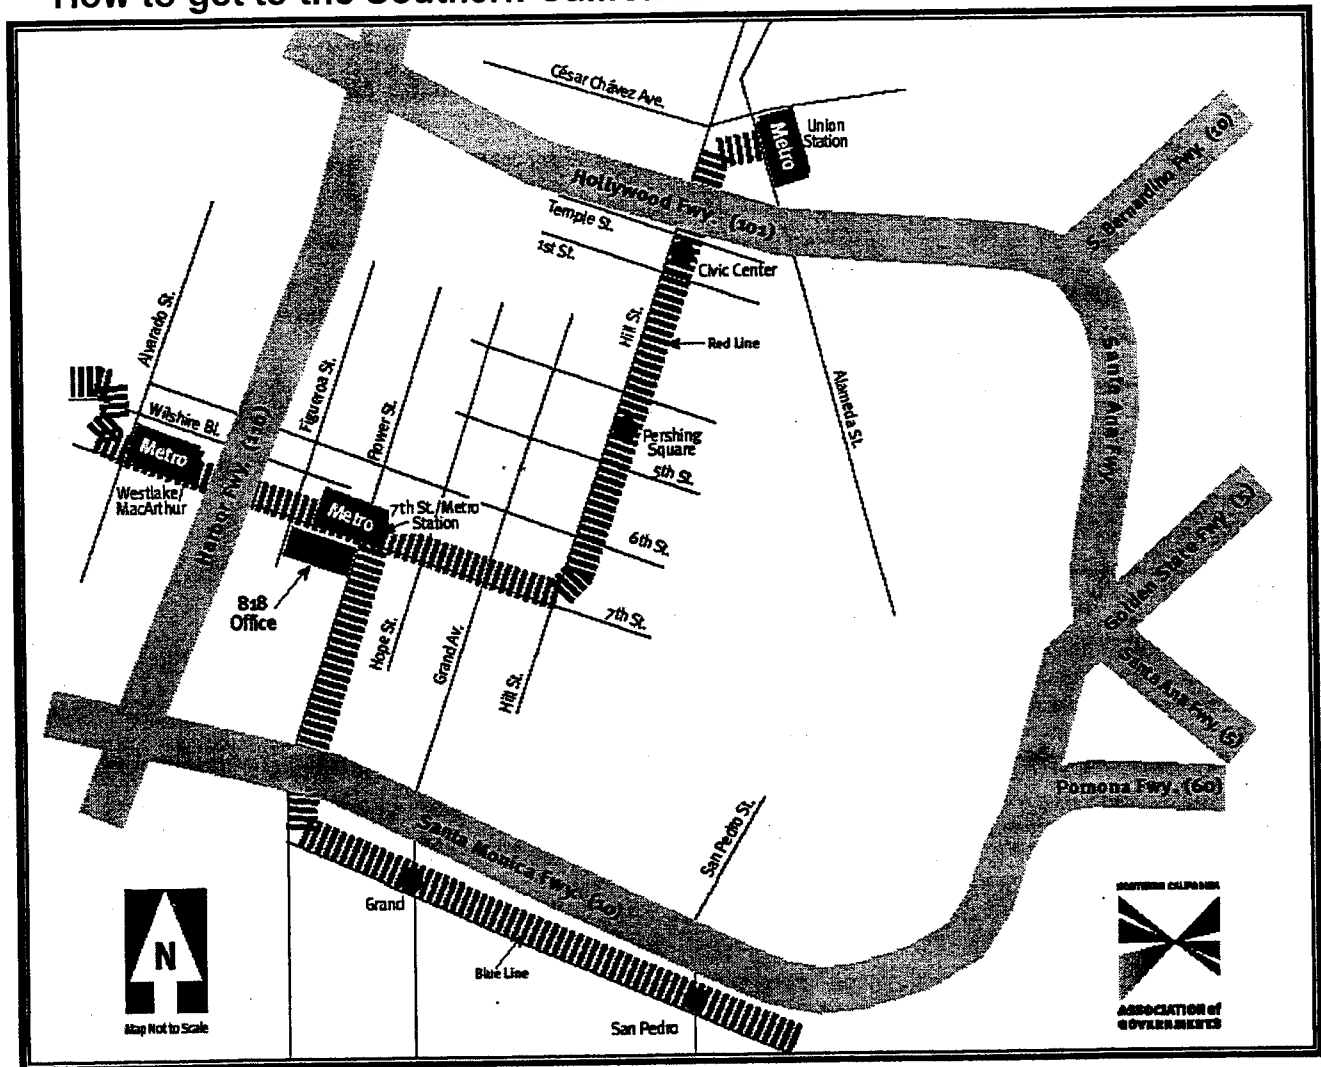 How to get to the Southern
César Chávez Ave.
Metro
Union
Station
S. Bernardino Fwy. (10)
Hollywood Fwy. (101)
Temple St.
1st St.
Civic Center
Alvarado St.
Hill St.
Red Line
Santa Ana Fwy.
Figueroa St.
Flower St.
Alameda St.
Wilshire Bl.
Harbor Fwy. (110)
Metro
Westlake/
MacArthur
Pershing
Square
5th St.
Metro
7th St./Metro
Station
6th St.
Golden State Fwy. (5)
818
Office
7th St.
Hope St.
Grand Av.
Hill St.
Santa Ana Fwy (5)
Pomona Fwy. (60)
San Pedro St.
Santa Monica Fwy. (10)
Grand
Blue Line
San Pedro
N
Map Not to Scale
SOUTHERN CALIFORNIA
ASSOCIATION of
GOVERNMENTS